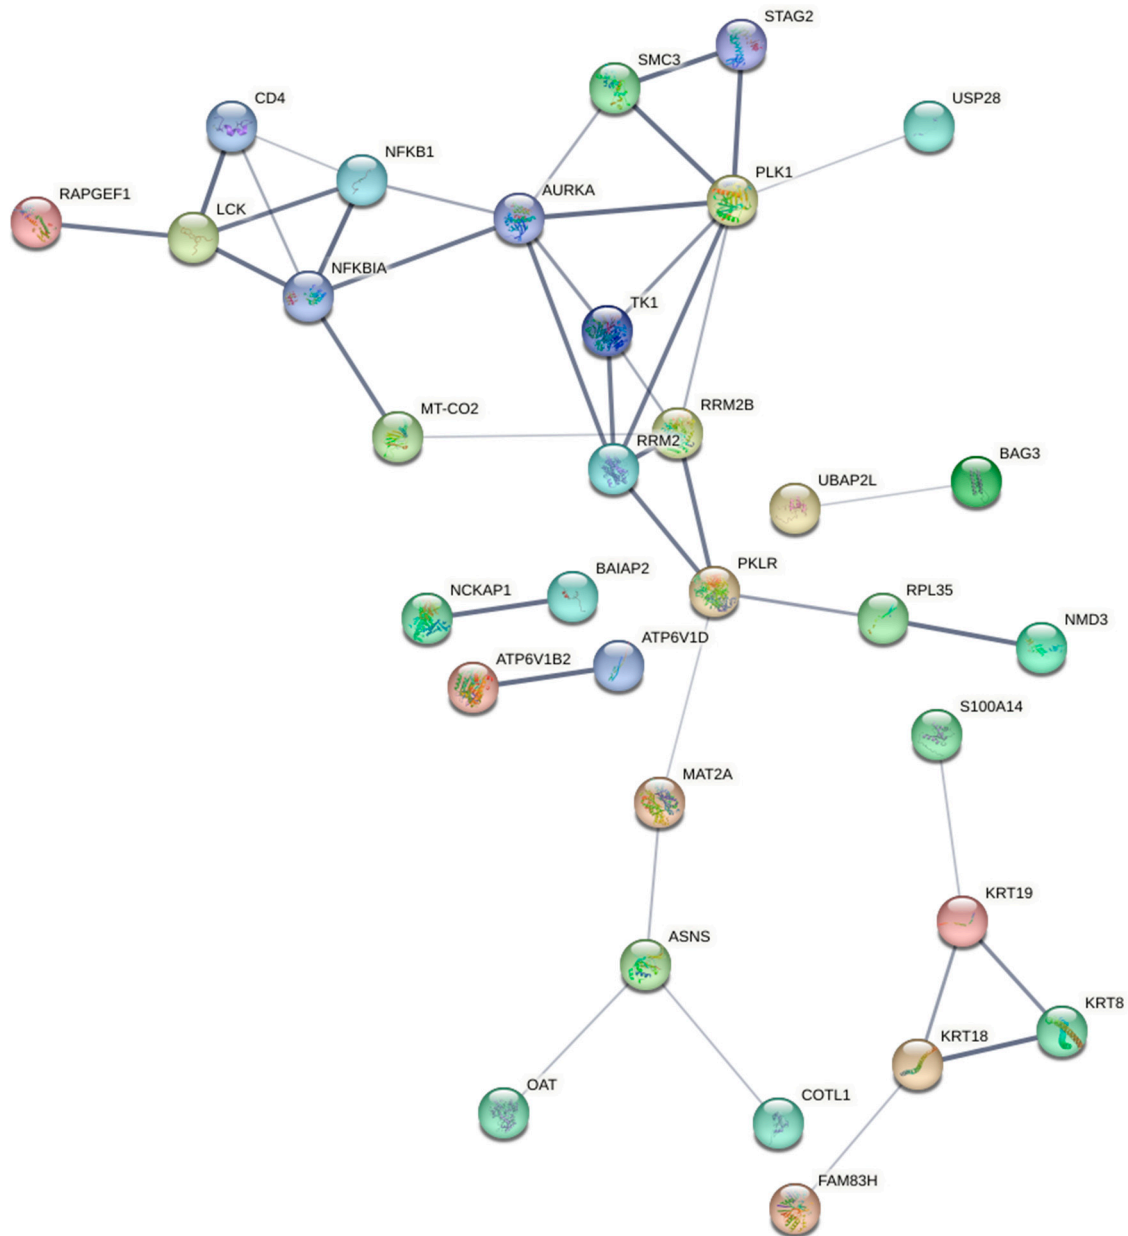 STAG2
SMC3
CD4
USP28
NFKB1
PLK1
AURKA
RAPGEF1
LCK
NFKBIA
TK1
MT-CO2
RRM2B
RRM2
BAG3
UBAP2L
PKLR
BAIAP2
NCKAP1
RPL35
NMD3
ATP6V1D
ATP6V1B2
S100A14
MAT2A
KRT19
ASNS
KRT8
KRT18
OAT
COTL1
FAM83H